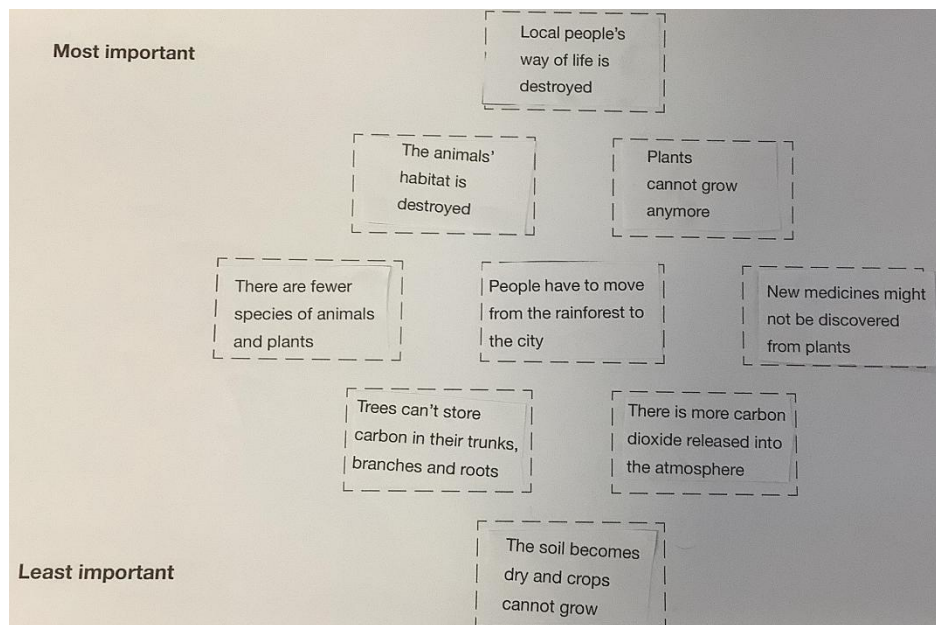 Most important
Local people's
way of life is
destroyed
The animals'
habitat is
destroyed
Plants
cannot grow
anymore
There are fewer
species of animals
and plants
People have to move
from the rainforest to
the city
New medicines might
not be discovered
from plants
Trees can't store
carbon in their trunks,
branches and roots
There is more carbon
dioxide released into
the atmosphere
Least important
The soil becomes
dry and crops
cannot grow